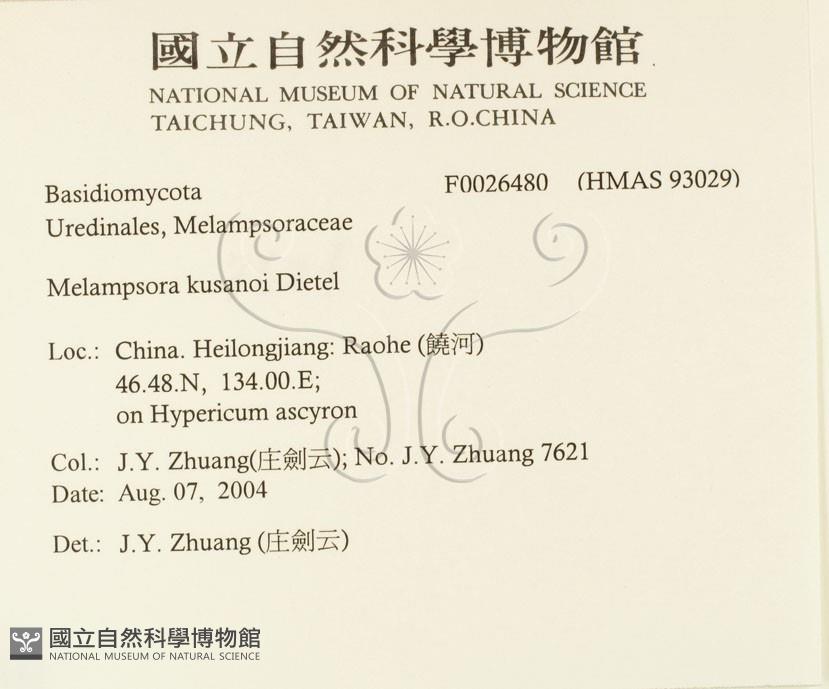 國立自然科學博物館
NATIONAL MUSEUM OF NATURAL SCIENCE
TAICHUNG, TAIWAN, R.O.CHINA
Basidiomycota F0026480 (HMAS 93029)
Uredinales, Melampsoraceae
Melampsora kusanoi Dietel
Loc.: China. Heilongjiang: Raohe (饒河)
46.48.N, 134.00.E;
on Hypericum ascyron
Col.: J.Y. Zhuang(庄劍云); No. J.Y. Zhuang 7621
Date: Aug. 07, 2004
Det.: J.Y. Zhuang (庄劍云)
國立自然科學博物館
NATIONAL MUSEUM OF NATURAL SCIENCE